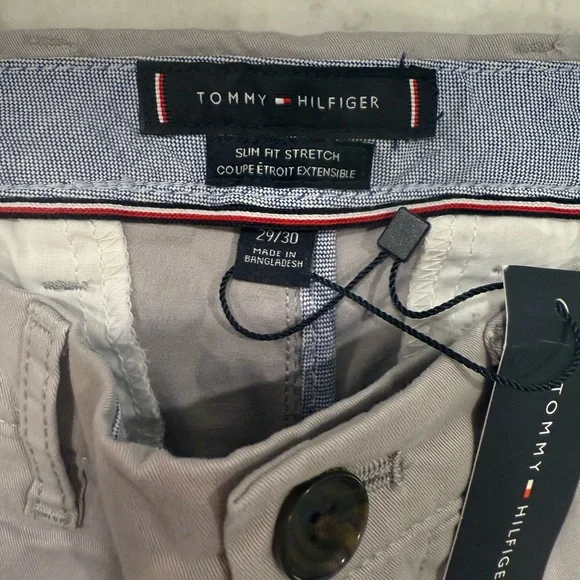 TOMMY HILFIGER
SLIM FIT STRETCH
COUPE ÉTROIT EXTENSIBLE
29/30
MADE IN
BANGLADESH
TOMMY HILFIGER